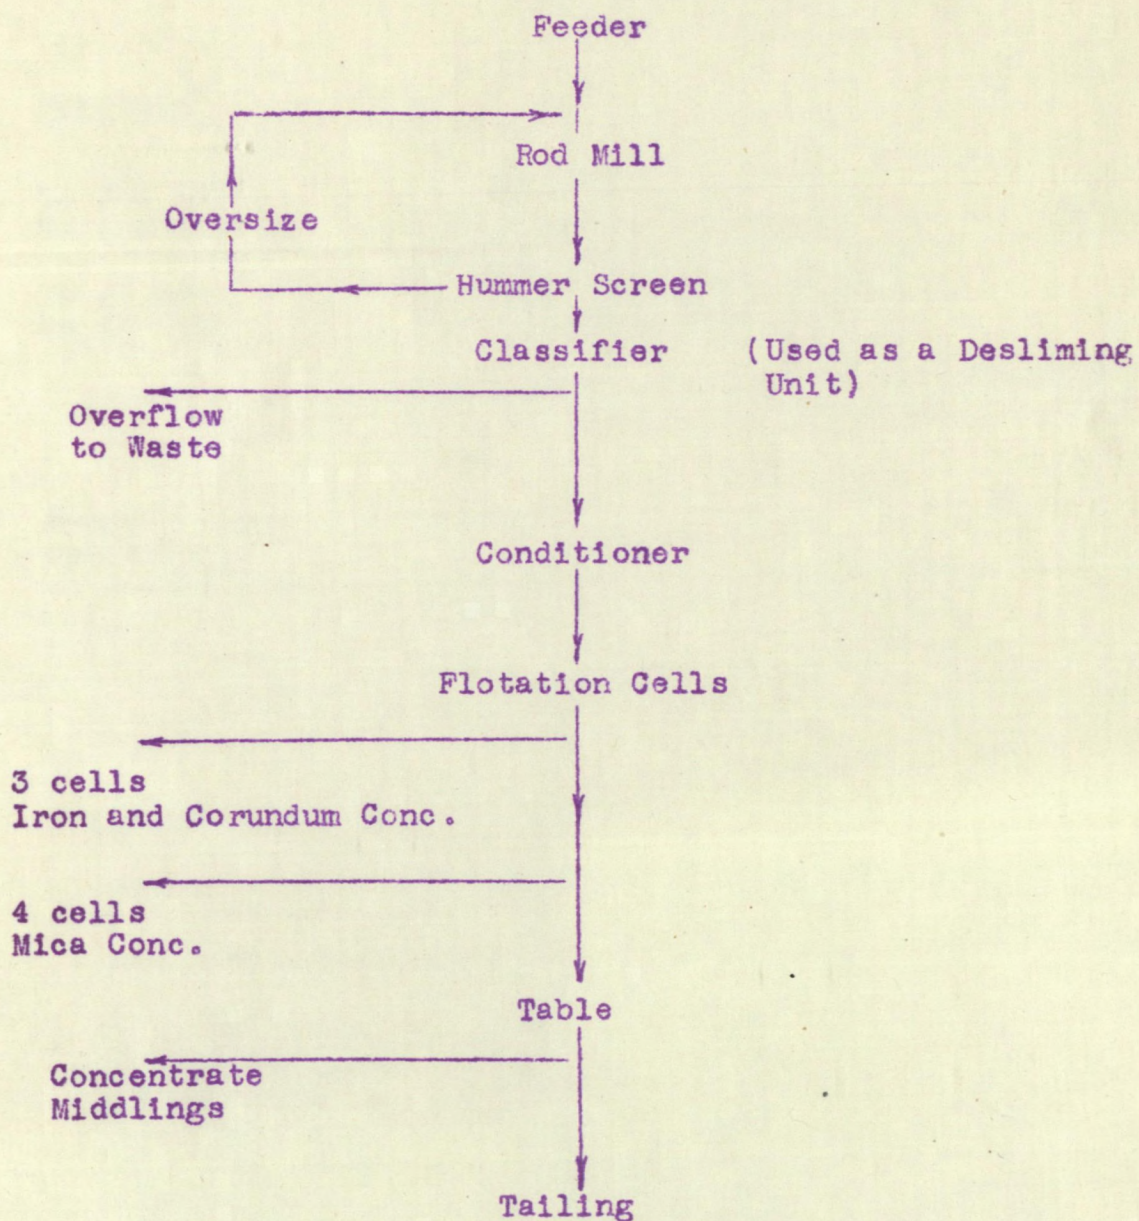 Feeder
Rod Mill
Oversize
Hummer Screen
Classifier (Used as a Desliming
Unit)
Overflow
to Waste
Conditioner
Flotation Cells
3 cells
Iron and Corundum Conc.
4 cells
Mica Conc.
Table
Concentrate
Middlings
Tailing